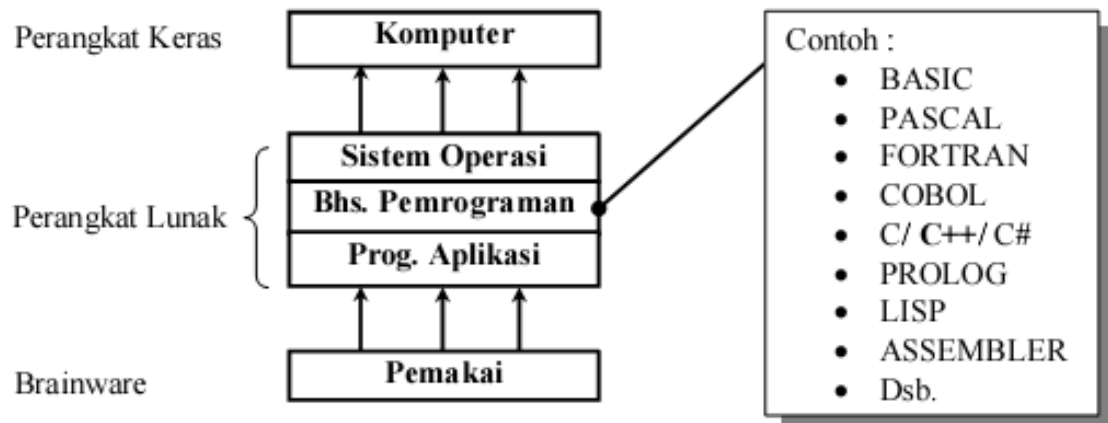 Perangkat Keras
Komputer
Sistem Operasi
Perangkat Lunak
Bhs. Pemrograman
Prog. Aplikasi
Brainware
Pemakai
Contoh :
• BASIC
• PASCAL
• FORTRAN
• COBOL
• C/ C++/ C#
• PROLOG
• LISP
• ASSEMBLER
• Dsb.